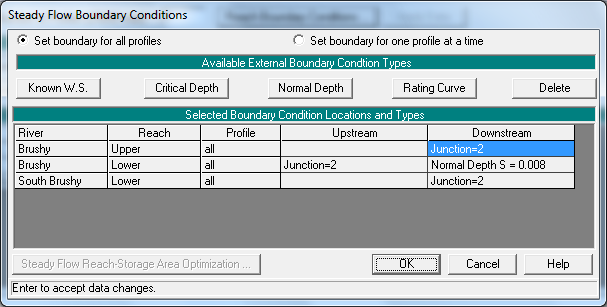 Steady Flow Boundary Conditions
Set boundary for all profiles Set boundary for one profile at a time
Available External Boundary Condtion Types
Known W.S. Critical Depth Normal Depth Rating Curve Delete
Selected Boundary Condition Locations and Types
River Reach Profile Upstream Downstream
Brushy Upper all Junction=2
Brushy Lower all Junction=2 Normal Depth S = 0.008
South Brushy Lower all Junction=2
Steady Flow Reach-Storage Area Optimization ... OK Cancel Help
Enter to accept data changes.